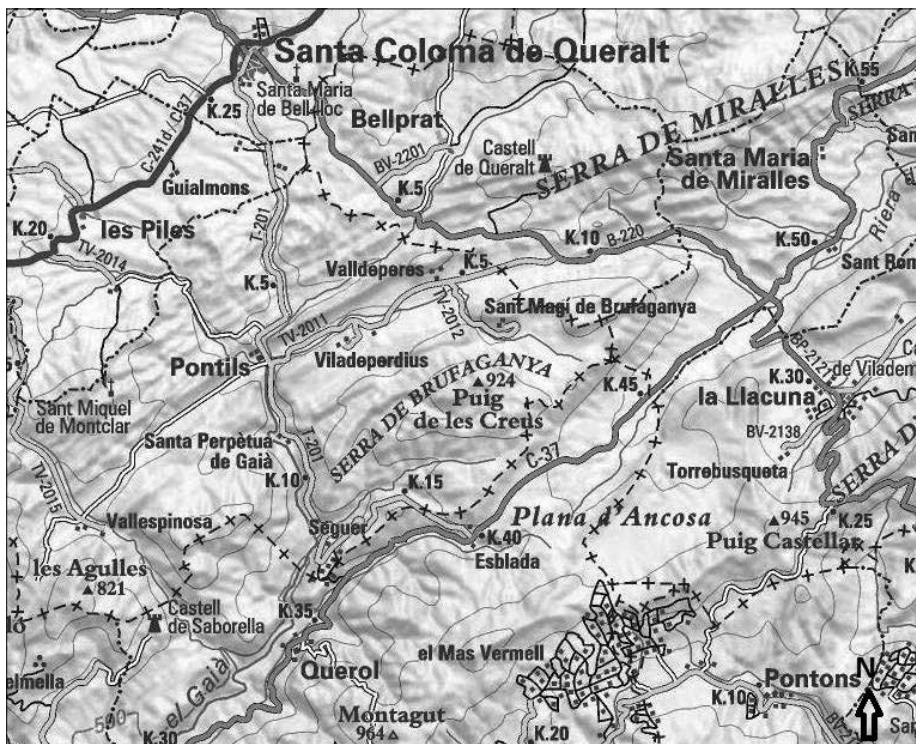 Santa Coloma de Queralt
K.55
SERRA
Santa Maria
de Bell-lloc
K.25
C-241d / C37
Bellprat
SERRA DE MIRALLES
BV-2201
Castell
de Queralt
Santa Maria
de Miralles
Guialmons
K.5
Riera
les Piles
K.20
T-201
K.10
B-220
K.50
TV-2014
Valldeperes
K.5
Sant Rom
K.5
TV-2011
TV-2012
Sant Magí de Brufaganya
Pontils
Viladeperdius
BP-2121
de Viladem
SERRA DE BRUFAGANYA
924
Puig
de les Creus
K.45
K.30
la Llacuna
Sant Miquel
de Montclar
BV-2138
Santa Perpètua
de Gaià
T-201
C-37
SERRA D
K.10
K.15
Torrebusqueta
TV-2015
Vallespinosa
Seguer
Plana d'Ancosa
945
K.25
Puig Castellar
K.40
Esblada
les Agulles
821
Castell
de Saborella
K.35
elmella
Querol
el Mas Vermell
N
el Gaià
Pontons
K.10
Montagut
964
K.30
K.20